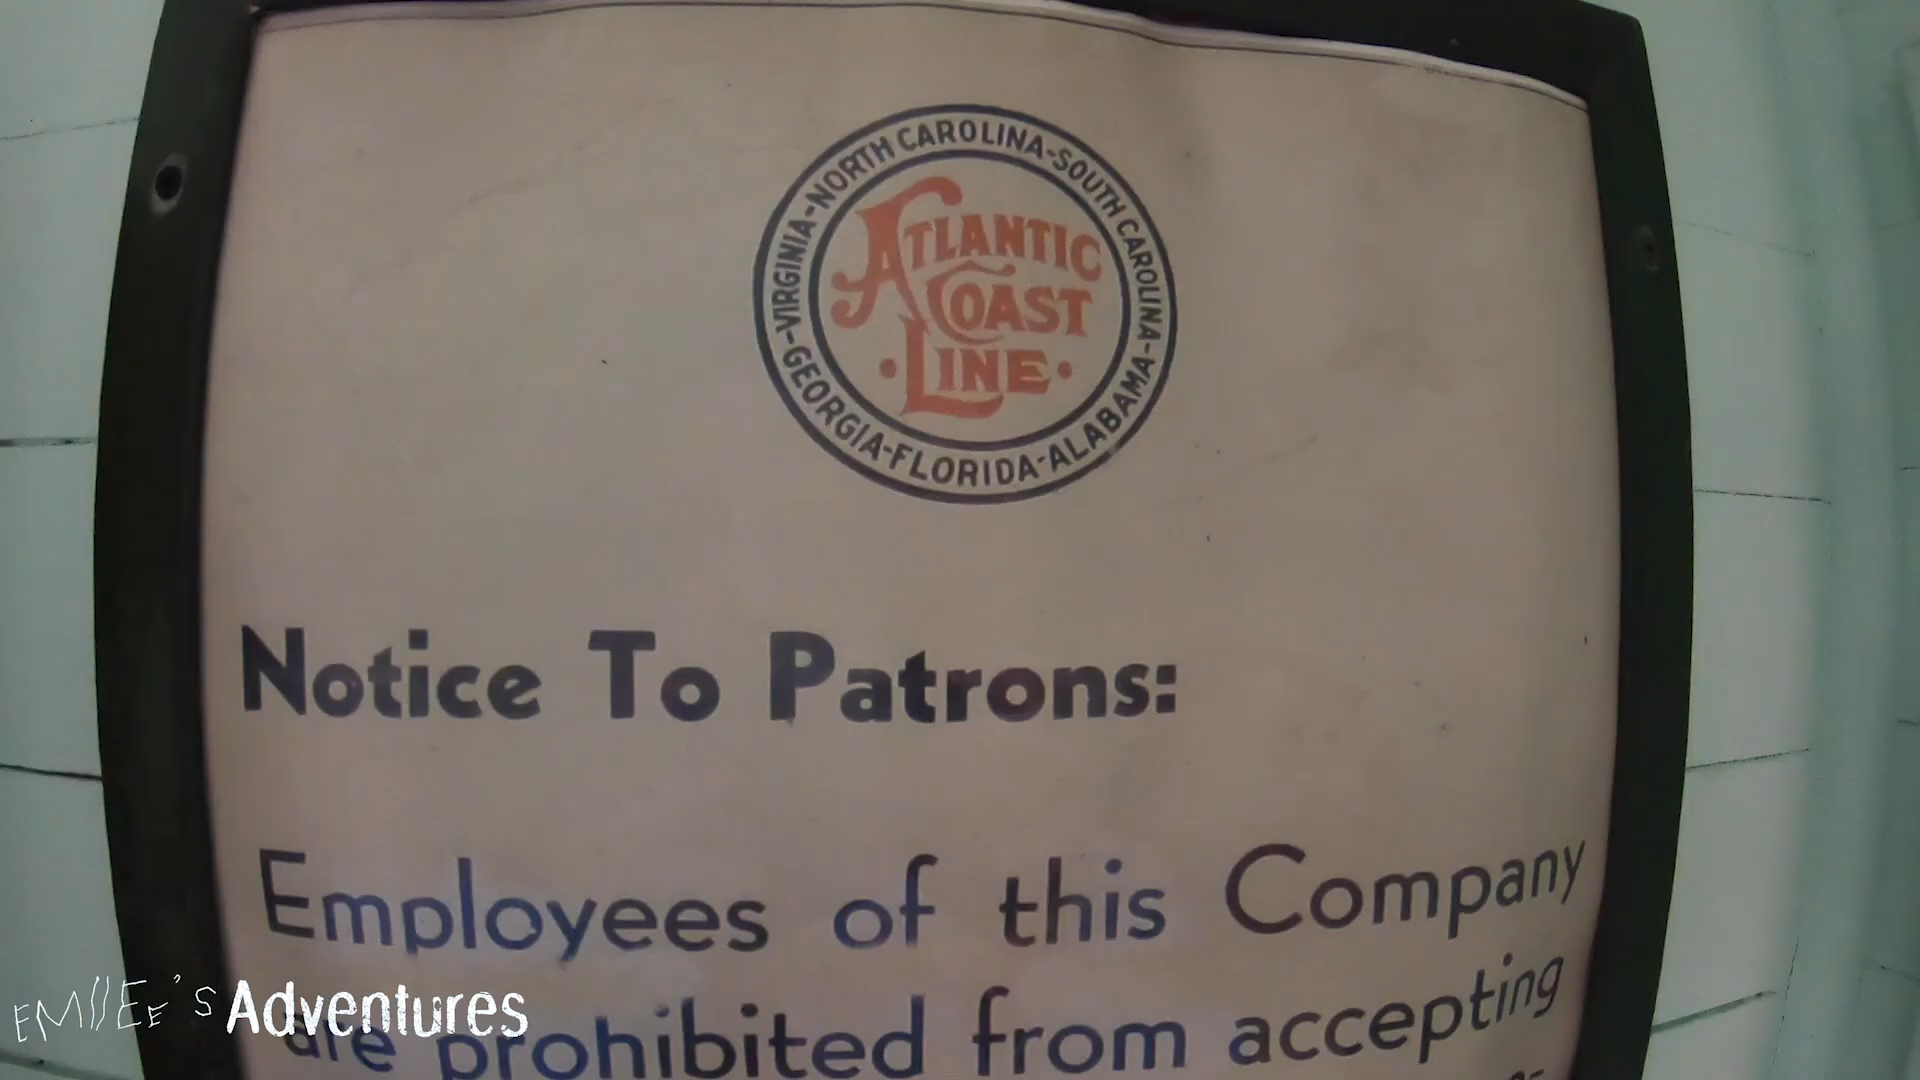 VIRGINIA-NORTH CAROLINA-SOUTH CAROLINA-ALABAMA-FLORIDA-GEORGIA-
ATLANTIC
COAST
LINE
Notice To Patrons:
Employees of this Company
are prohibited from accepting
EMILEE'S Adventures